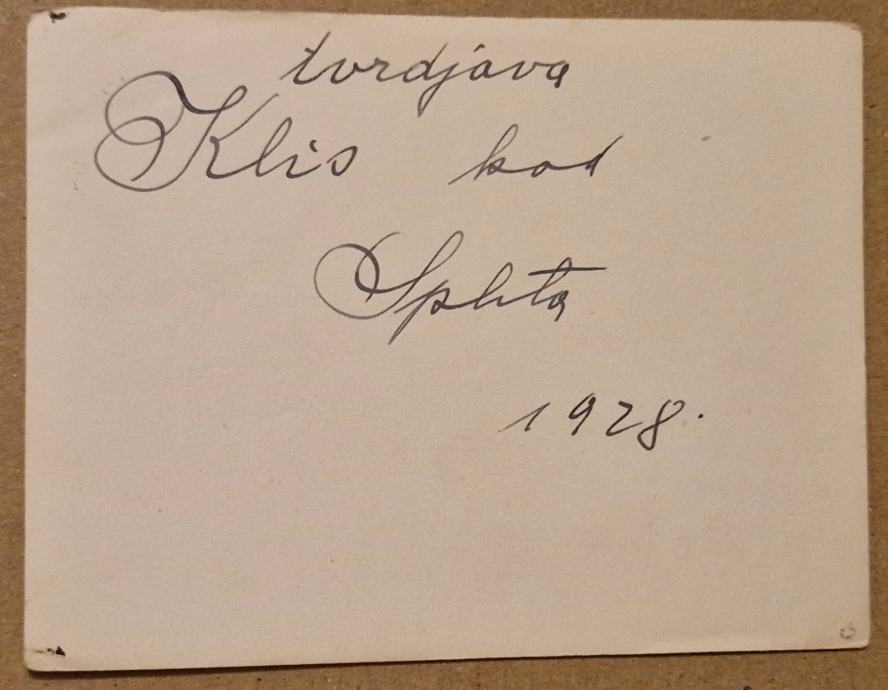 tvrdjava
Klis kod
Splita
1928.